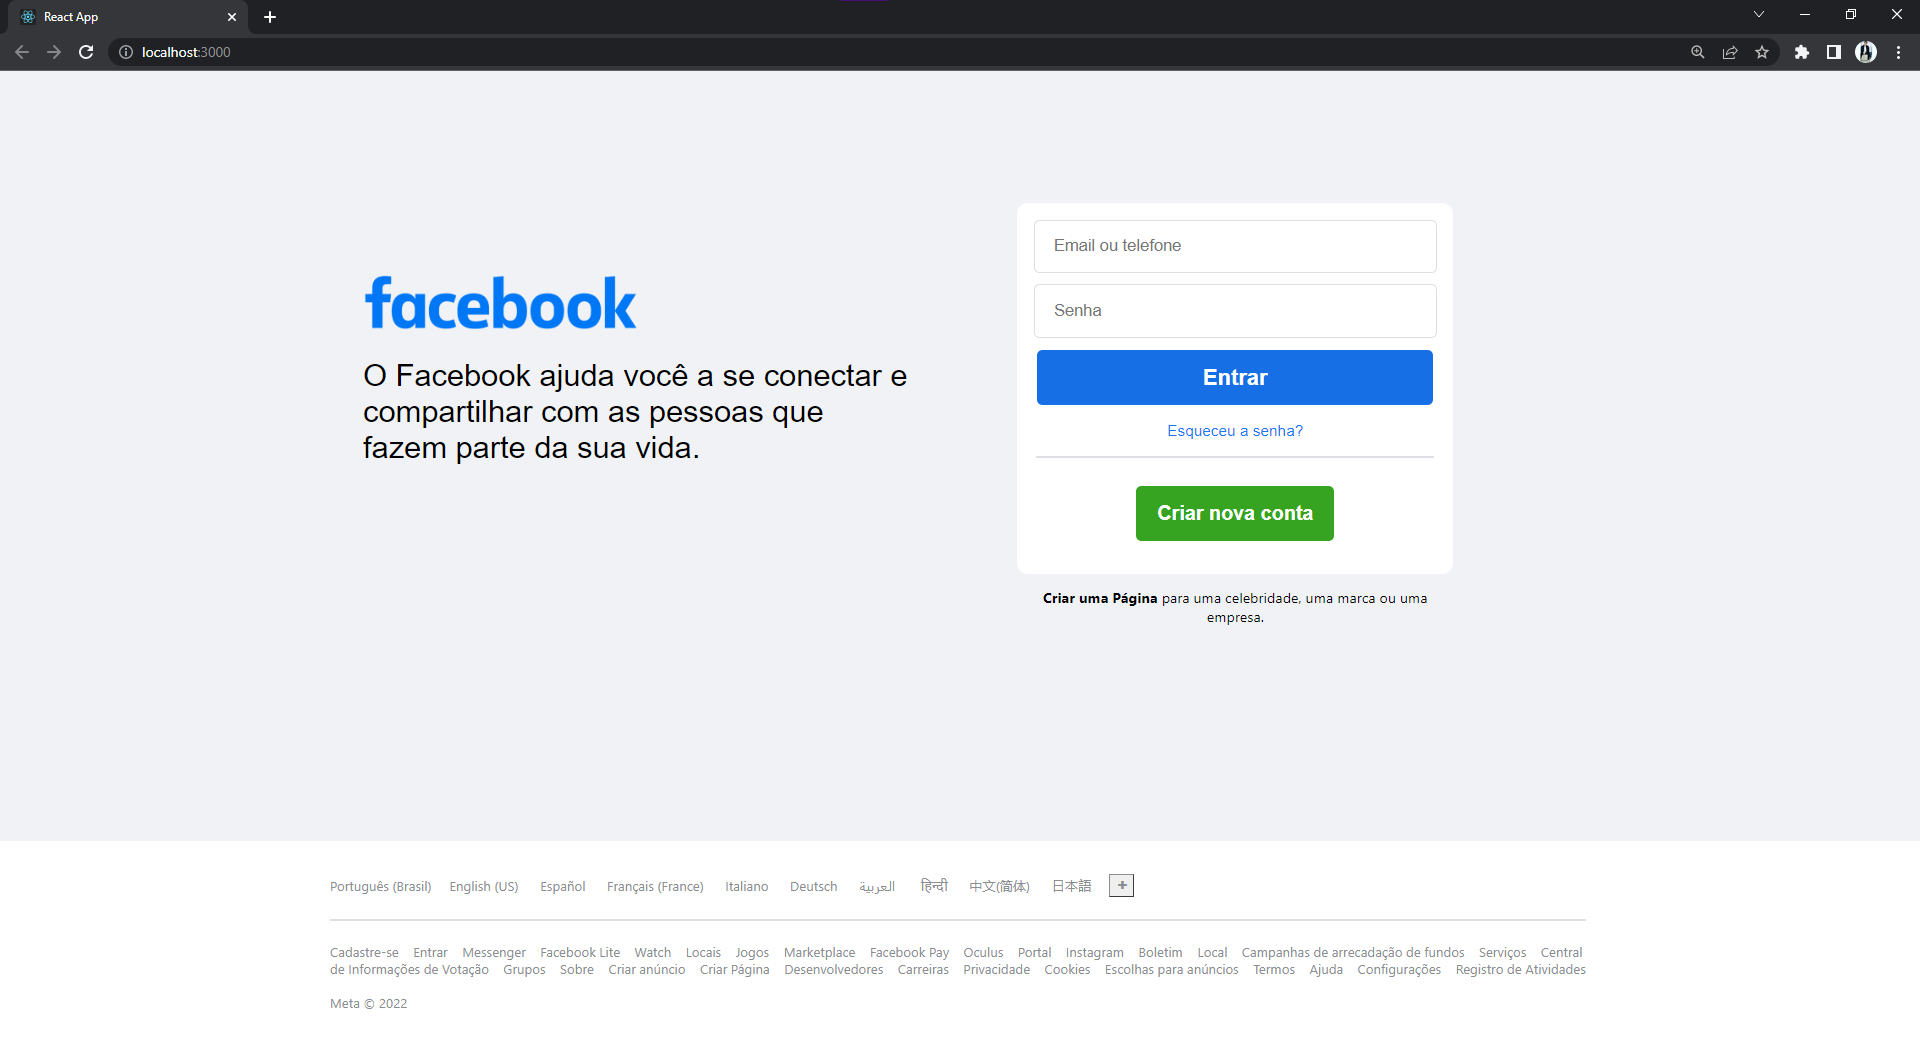 React App
localhost:3000
facebook
O Facebook ajuda você a se conectar e
compartilhar com as pessoas que
fazem parte da sua vida.
Email ou telefone
Senha
Entrar
Esqueceu a senha?
Criar nova conta
Criar uma Página para uma celebridade, uma marca ou uma
empresa.
Português (Brasil) English (US) Español Français (France) Italiano Deutsch العربية हिन्दी 中文(简体) 日本語 +
Cadastre-se Entrar Messenger Facebook Lite Watch Locais Jogos Marketplace Facebook Pay Oculus Portal Instagram Boletim Local Campanhas de arrecadação de fundos Serviços Central
de Informações de Votação Grupos Sobre Criar anúncio Criar Página Desenvolvedores Carreiras Privacidade Cookies Escolhas para anúncios Termos Ajuda Configurações Registro de Atividades
Meta © 2022